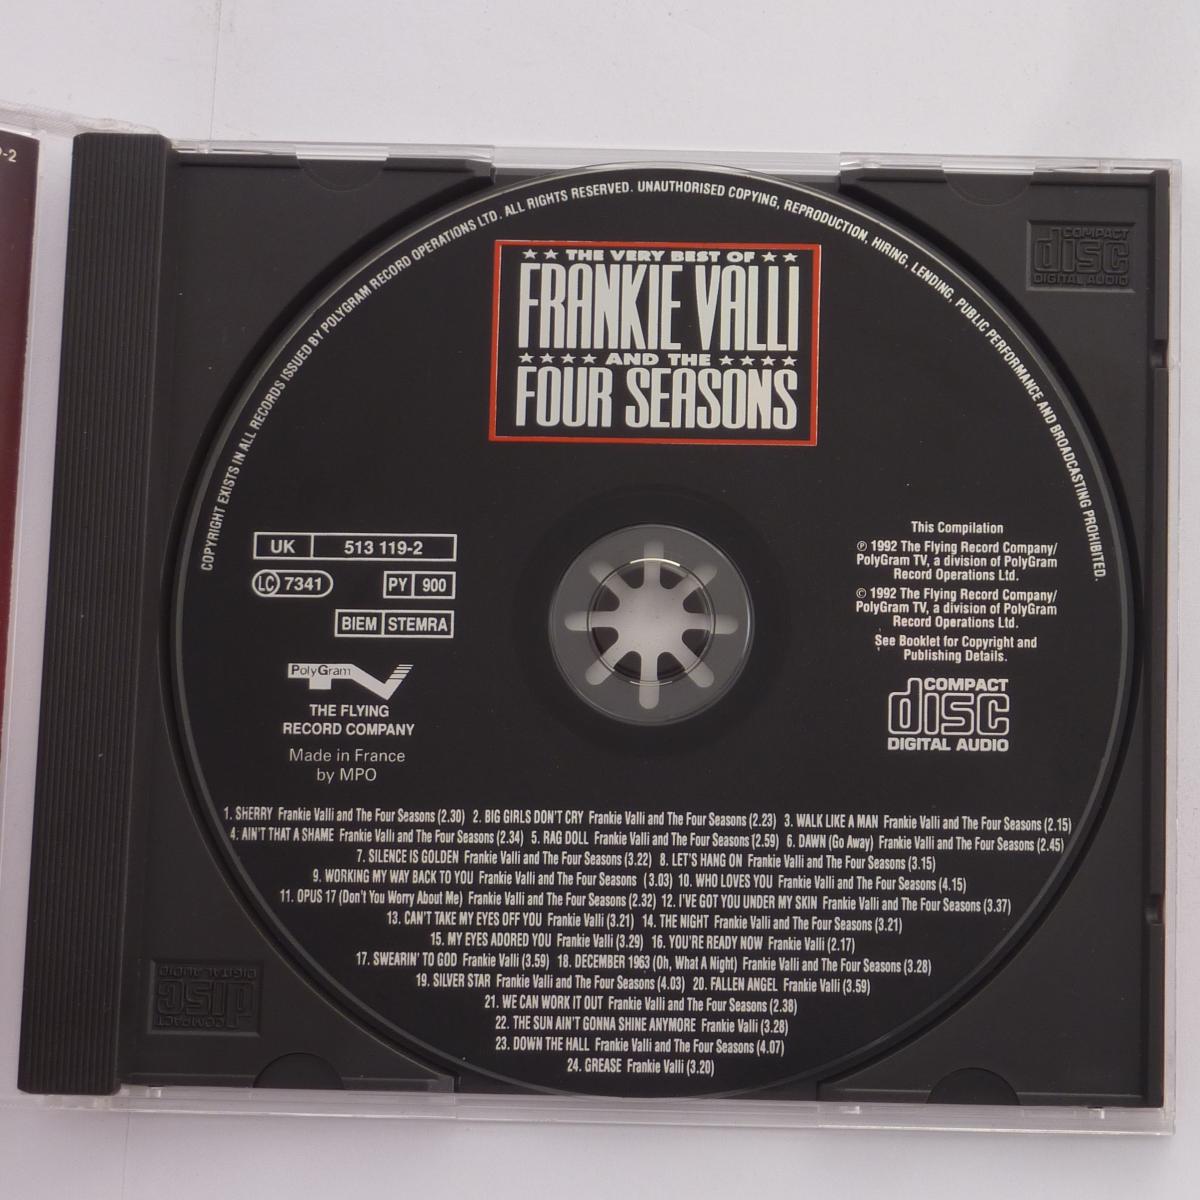 9-2
COPYRIGHT EXISTS IN ALL RECORDS ISSUED BY POLYGRAM RECORD OPERATIONS LTD. ALL RIGHTS RESERVED. UNAUTHORISED COPYING, REPRODUCTION, HIRING, LENDING, PUBLIC PERFORMANCE AND BROADCASTING PROHIBITED.
★★ THE VERY BEST OF ★★
FRANKIE VALLI
★★★★ AND THE ★★★★
FOUR SEASONS
COMPACT
disc
DIGITAL AUDIO
UK 513 119-2
LC 7341 PY 900
BIEM STEMRA
PolyGram TV
THE FLYING
RECORD COMPANY
Made in France
by MPO
This Compilation
℗ 1992 The Flying Record Company/
PolyGram TV, a division of PolyGram
Record Operations Ltd.
© 1992 The Flying Record Company/
PolyGram TV, a division of PolyGram
Record Operations Ltd.
See Booklet for Copyright and
Publishing Details.
COMPACT
disc
DIGITAL AUDIO
1. SHERRY Frankie Valli and The Four Seasons (2.30) 2. BIG GIRLS DON'T CRY Frankie Valli and The Four Seasons (2.23) 3. WALK LIKE A MAN Frankie Valli and The Four Seasons (2.15)
4. AIN'T THAT A SHAME Frankie Valli and The Four Seasons (2.34) 5. RAG DOLL Frankie Valli and The Four Seasons (2.59) 6. DAWN (Go Away) Frankie Valli and The Four Seasons (2.45)
7. SILENCE IS GOLDEN Frankie Valli and The Four Seasons (3.22) 8. LET'S HANG ON Frankie Valli and The Four Seasons (3.15)
9. WORKING MY WAY BACK TO YOU Frankie Valli and The Four Seasons (3.03) 10. WHO LOVES YOU Frankie Valli and The Four Seasons (4.15)
11. OPUS 17 (Don't You Worry About Me) Frankie Valli and The Four Seasons (2.32) 12. I'VE GOT YOU UNDER MY SKIN Frankie Valli and The Four Seasons (3.37)
13. CAN'T TAKE MY EYES OFF YOU Frankie Valli (3.21) 14. THE NIGHT Frankie Valli and The Four Seasons (3.21)
15. MY EYES ADORED YOU Frankie Valli (3.29) 16. YOU'RE READY NOW Frankie Valli (2.17)
17. SWEARIN' TO GOD Frankie Valli (3.59) 18. DECEMBER 1963 (Oh, What A Night) Frankie Valli and The Four Seasons (3.28)
19. SILVER STAR Frankie Valli and The Four Seasons (4.03) 20. FALLEN ANGEL Frankie Valli (3.59)
21. WE CAN WORK IT OUT Frankie Valli and The Four Seasons (2.38)
22. THE SUN AIN'T GONNA SHINE ANYMORE Frankie Valli (3.28)
23. DOWN THE HALL Frankie Valli and The Four Seasons (4.07)
24. GREASE Frankie Valli (3.20)
COMPACT
disc
DIGITAL AUDIO